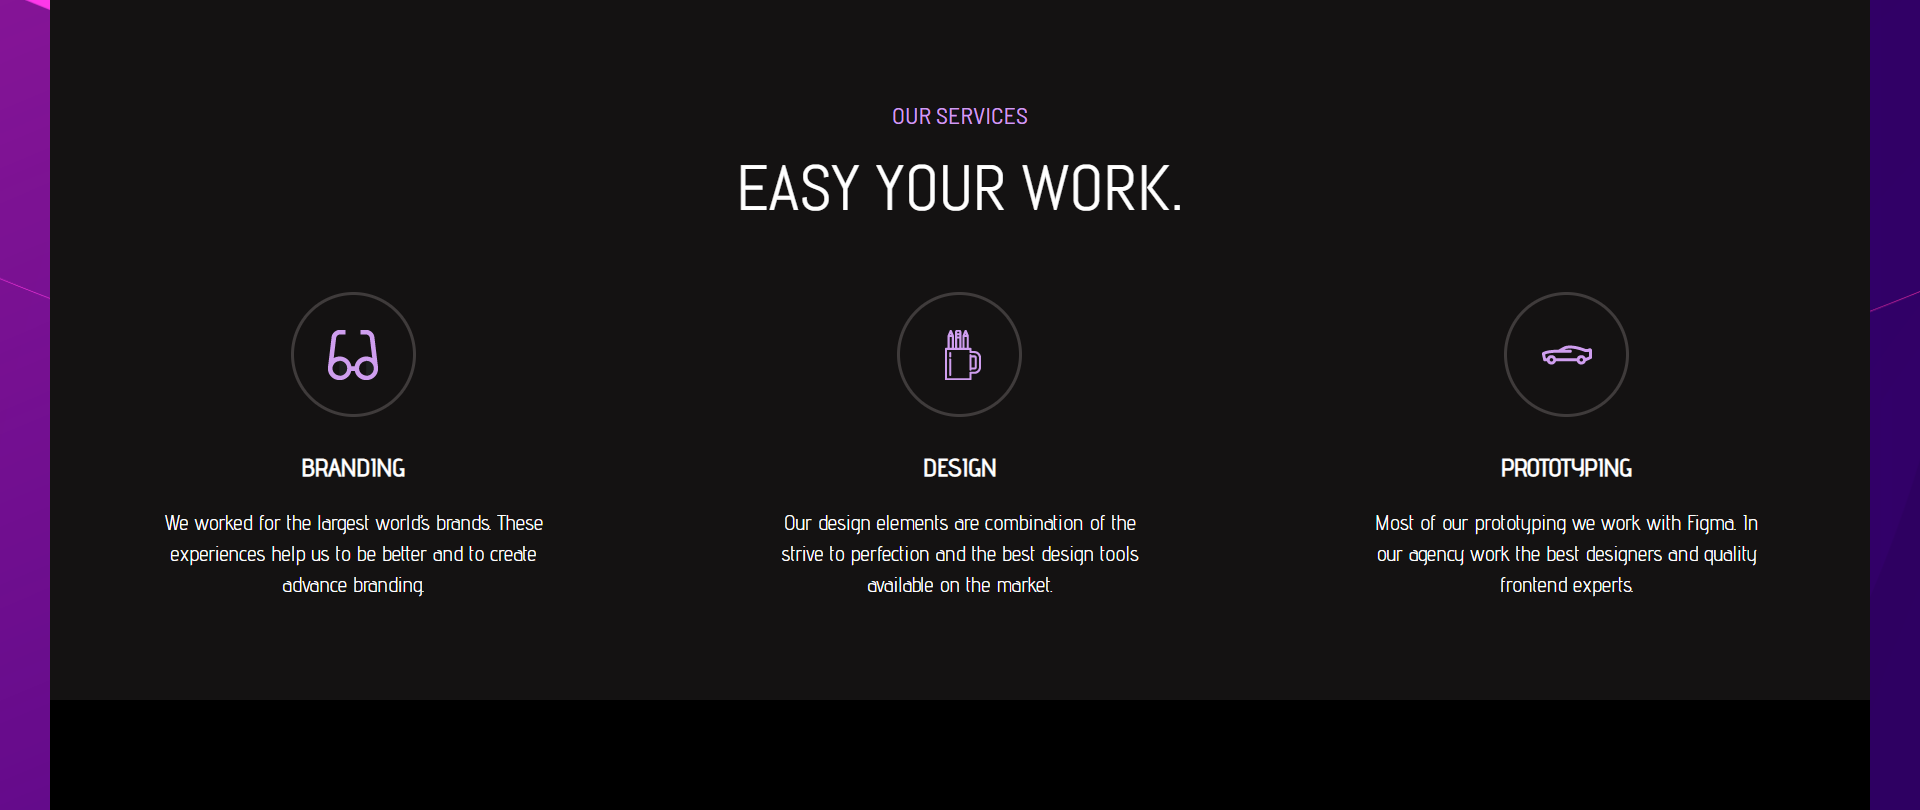 OUR SERVICES
EASY YOUR WORK.
BRANDING
We worked for the largest world's brands. These
experiences help us to be better and to create
advance branding.
DESIGN
Our design elements are combination of the
strive to perfection and the best design tools
available on the market.
PROTOTYPING
Most of our prototyping we work with Figma. In
our agency work the best designers and quality
frontend experts.